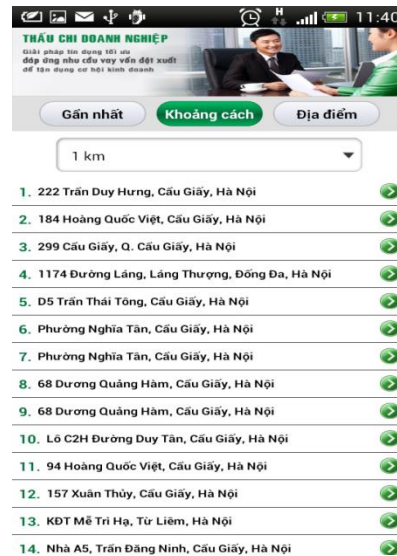 H
11:40
THẤU CHI DOANH NGHIỆP
Giải pháp tín dụng tối ưu
đáp ứng nhu cầu vay vốn đột xuất
để tận dụng cơ hội kinh doanh
Gần nhất
Khoảng cách
Địa điểm
1 km
1. 222 Trần Duy Hưng, Cầu Giấy, Hà Nội
2. 184 Hoàng Quốc Việt, Cầu Giấy, Hà Nội
3. 299 Cầu Giấy, Q. Cầu Giấy, Hà Nội
4. 1174 Đường Láng, Láng Thượng, Đống Đa, Hà Nội
5. D5 Trần Thái Tông, Cầu Giấy, Hà Nội
6. Phường Nghĩa Tân, Cầu Giấy, Hà Nội
7. Phường Nghĩa Tân, Cầu Giấy, Hà Nội
8. 68 Dương Quảng Hàm, Cầu Giấy, Hà Nội
9. 68 Dương Quảng Hàm, Cầu Giấy, Hà Nội
10. Lô C2H Đường Duy Tân, Cầu Giấy, Hà Nội
11. 94 Hoàng Quốc Việt, Cầu Giấy, Hà Nội
12. 157 Xuân Thủy, Cầu Giấy, Hà Nội
13. KĐT Mễ Trì Hạ, Từ Liêm, Hà Nội
14. Nhà A5, Trần Đăng Ninh, Cầu Giấy, Hà Nội